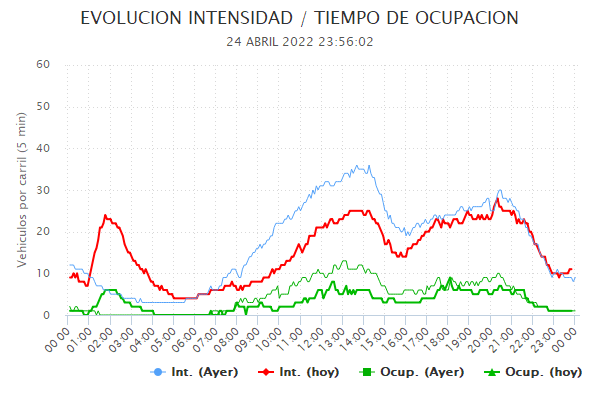 EVOLUCION INTENSIDAD / TIEMPO DE OCUPACION
24 ABRIL 2022 23:56:02
Vehiculos por carril (5 min)
60
50
40
30
20
10
0
00:00 01:00 02:00 03:00 04:00 05:00 06:00 07:00 08:00 09:00 10:00 11:00 12:00 13:00 14:00 15:00 16:00 17:00 18:00 19:00 20:00 21:00 22:00 23:00 00:00
Int. (Ayer) Int. (hoy) Ocup. (Ayer) Ocup. (hoy)